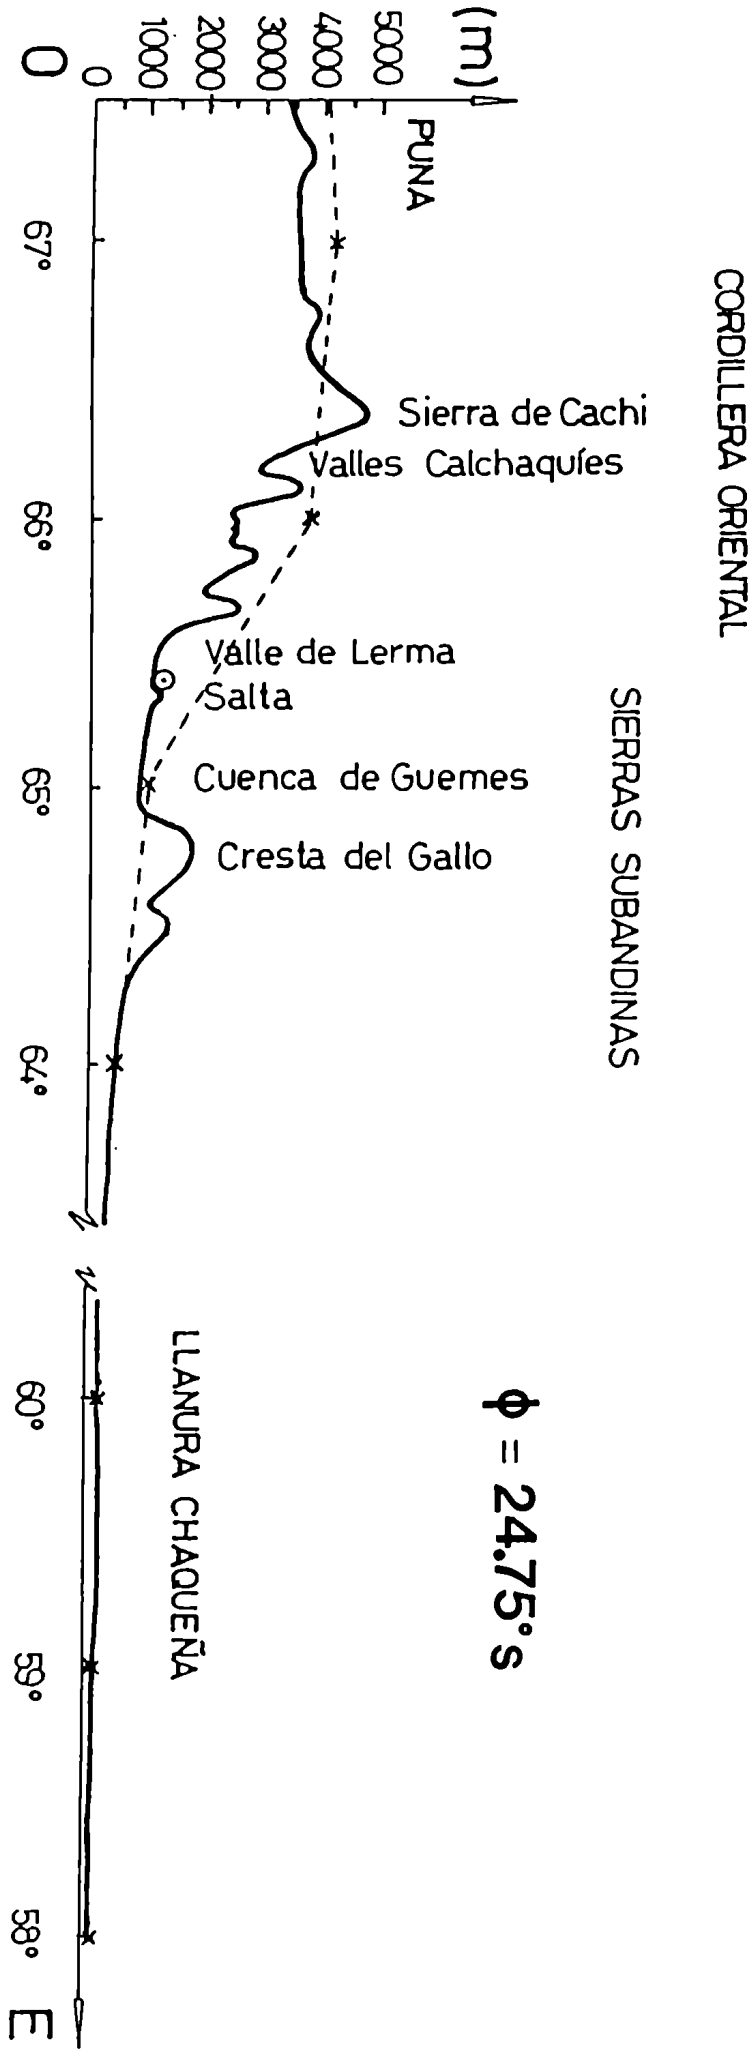 (m)
5000
4000
3000
2000
1000
0
PUNA
CORDILLERA ORIENTAL
SIERRAS SUBANDINAS
Sierra de Cachi
Valles Calchaquíes
Valle de Lerma
Salta
Cuenca de Guemes
Cresta del Gallo
LLANURA CHAQUEÑA
ϕ = 24.75°s
O
67°
66°
65°
64°
60°
59°
58°
E